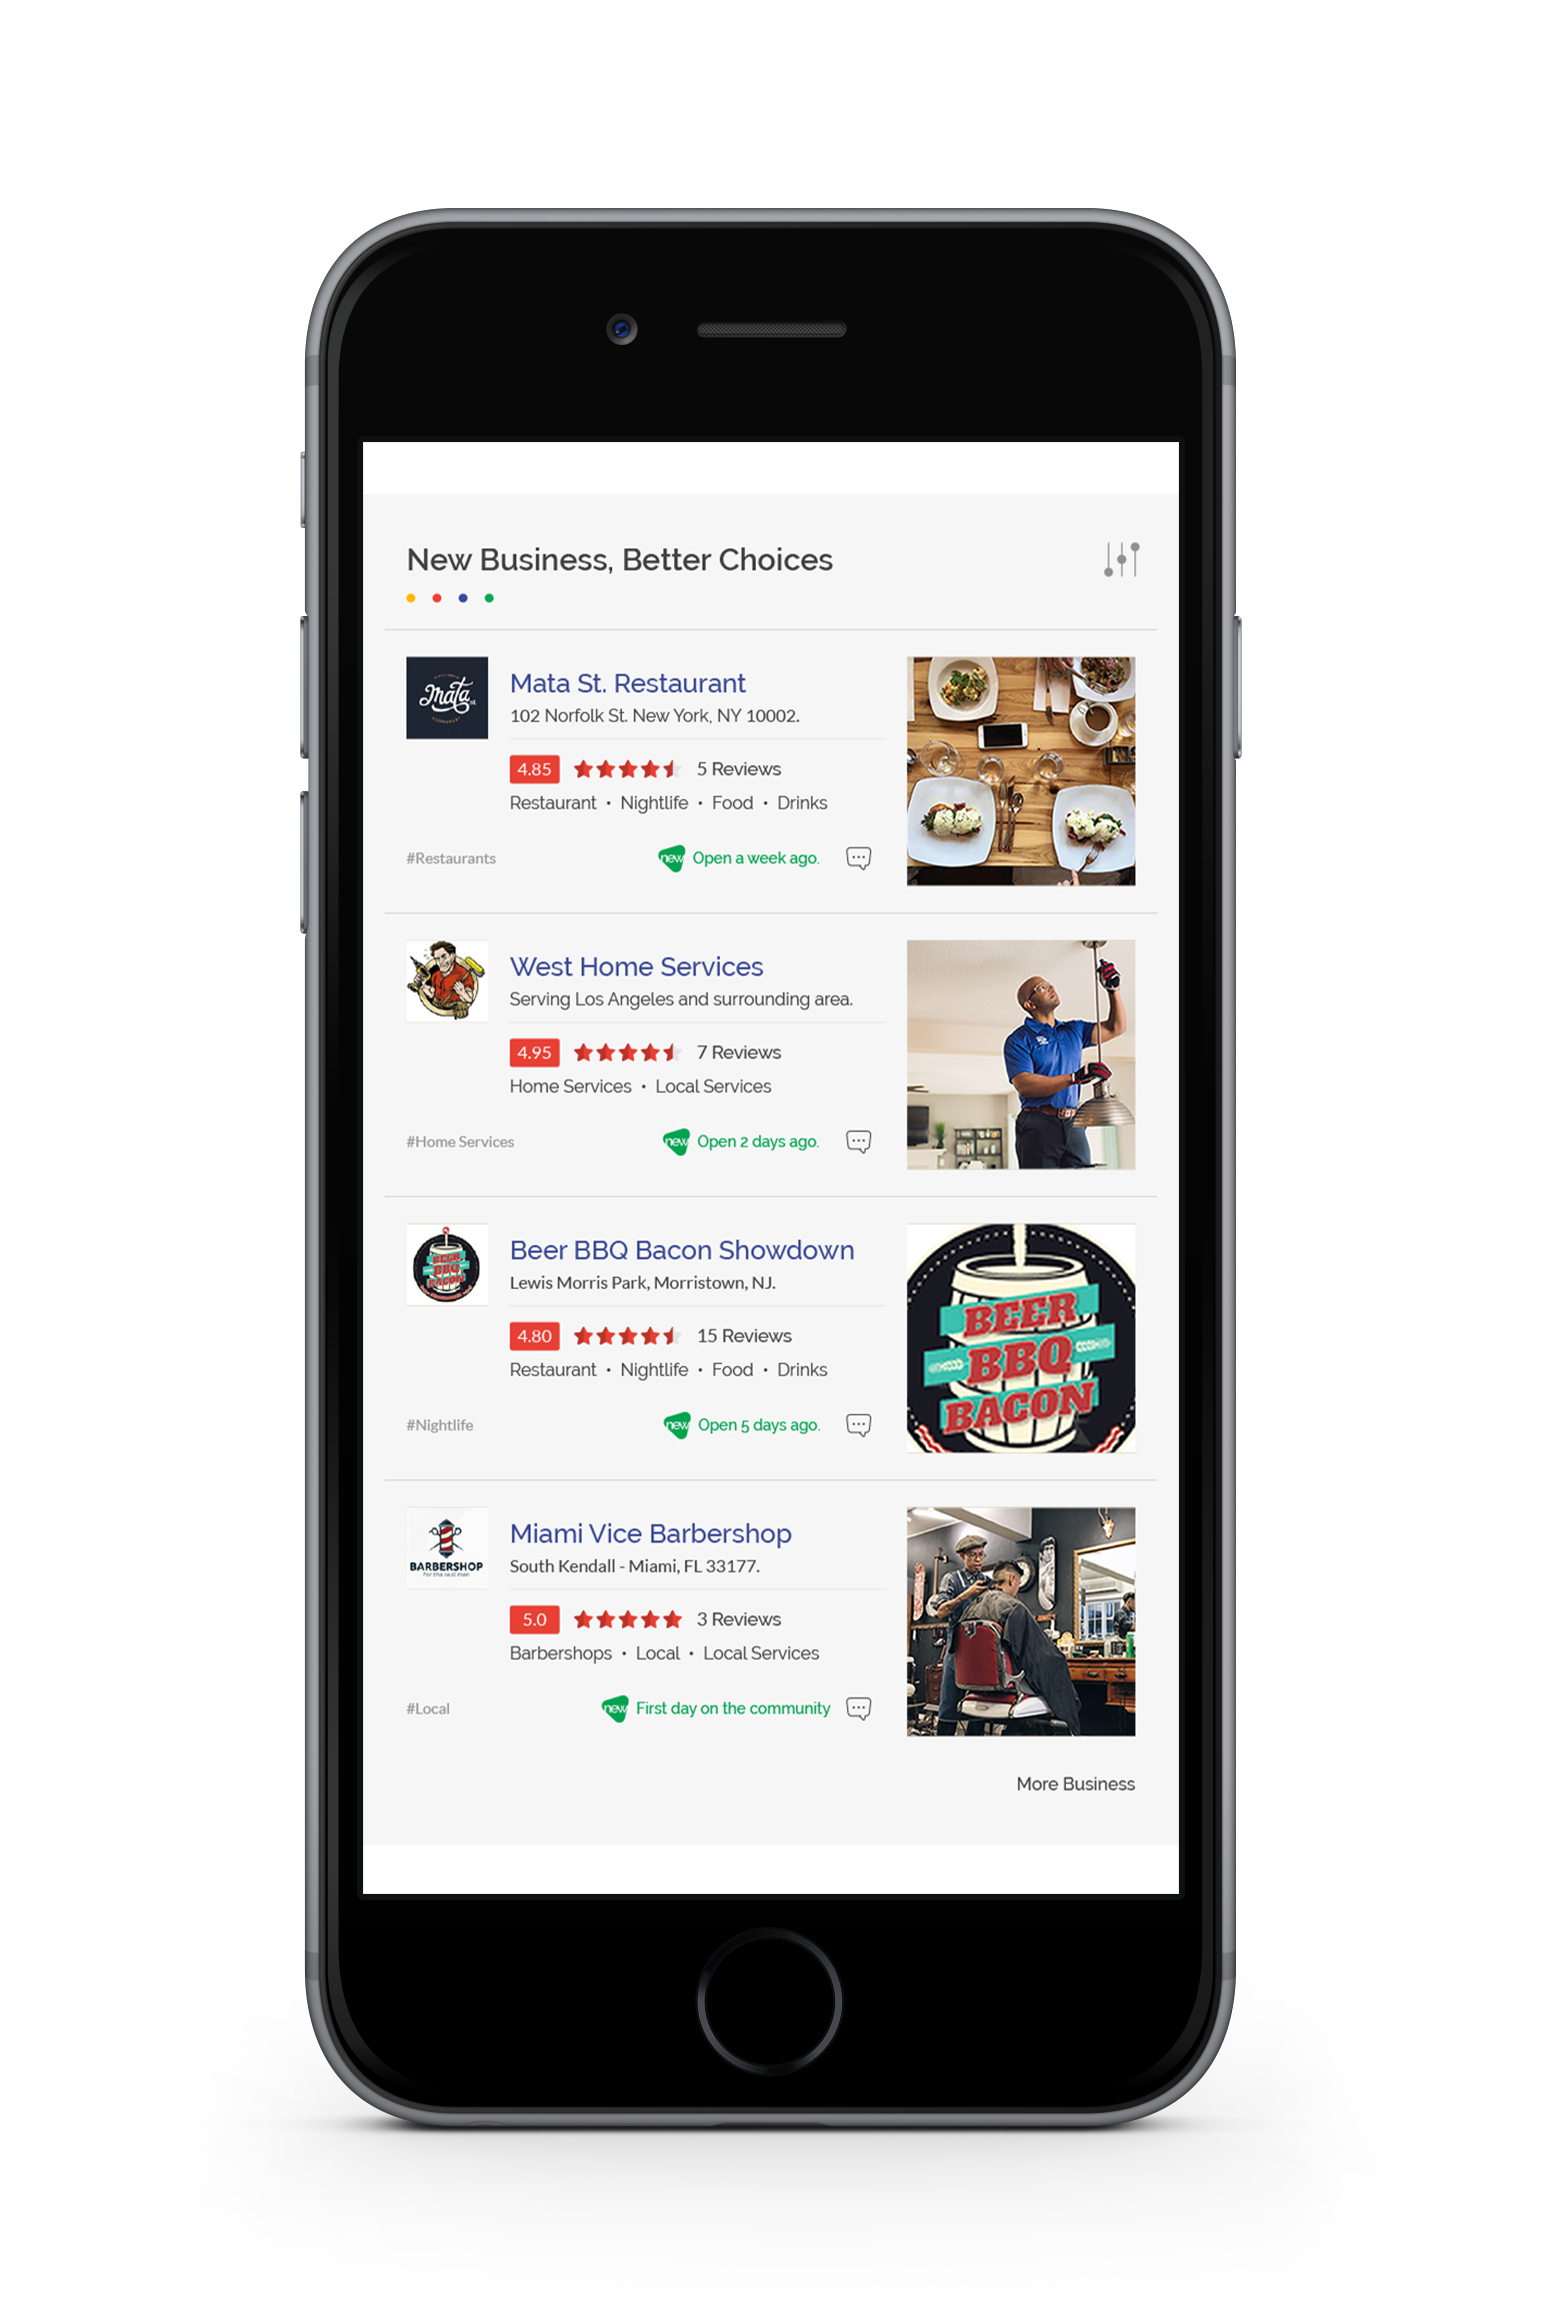 New Business, Better Choices
Mata
Mata St. Restaurant
102 Norfolk St. New York, NY 10002.
4.85 5 Reviews
Restaurant • Nightlife • Food • Drinks
#Restaurants new Open a week ago.
West Home Services
Serving Los Angeles and surrounding area.
4.95 7 Reviews
Home Services • Local Services
#Home Services new Open 2 days ago.
BEER
BBQ
BACON
Beer BBQ Bacon Showdown
Lewis Morris Park, Morristown, NJ.
4.80 15 Reviews
Restaurant • Nightlife • Food • Drinks
#Nightlife new Open 5 days ago.
BEER
BBQ
BACON
BARBERSHOP
For the real man
Miami Vice Barbershop
South Kendall - Miami, FL 33177.
5.0 3 Reviews
Barbershops • Local • Local Services
#Local new First day on the community
More Business